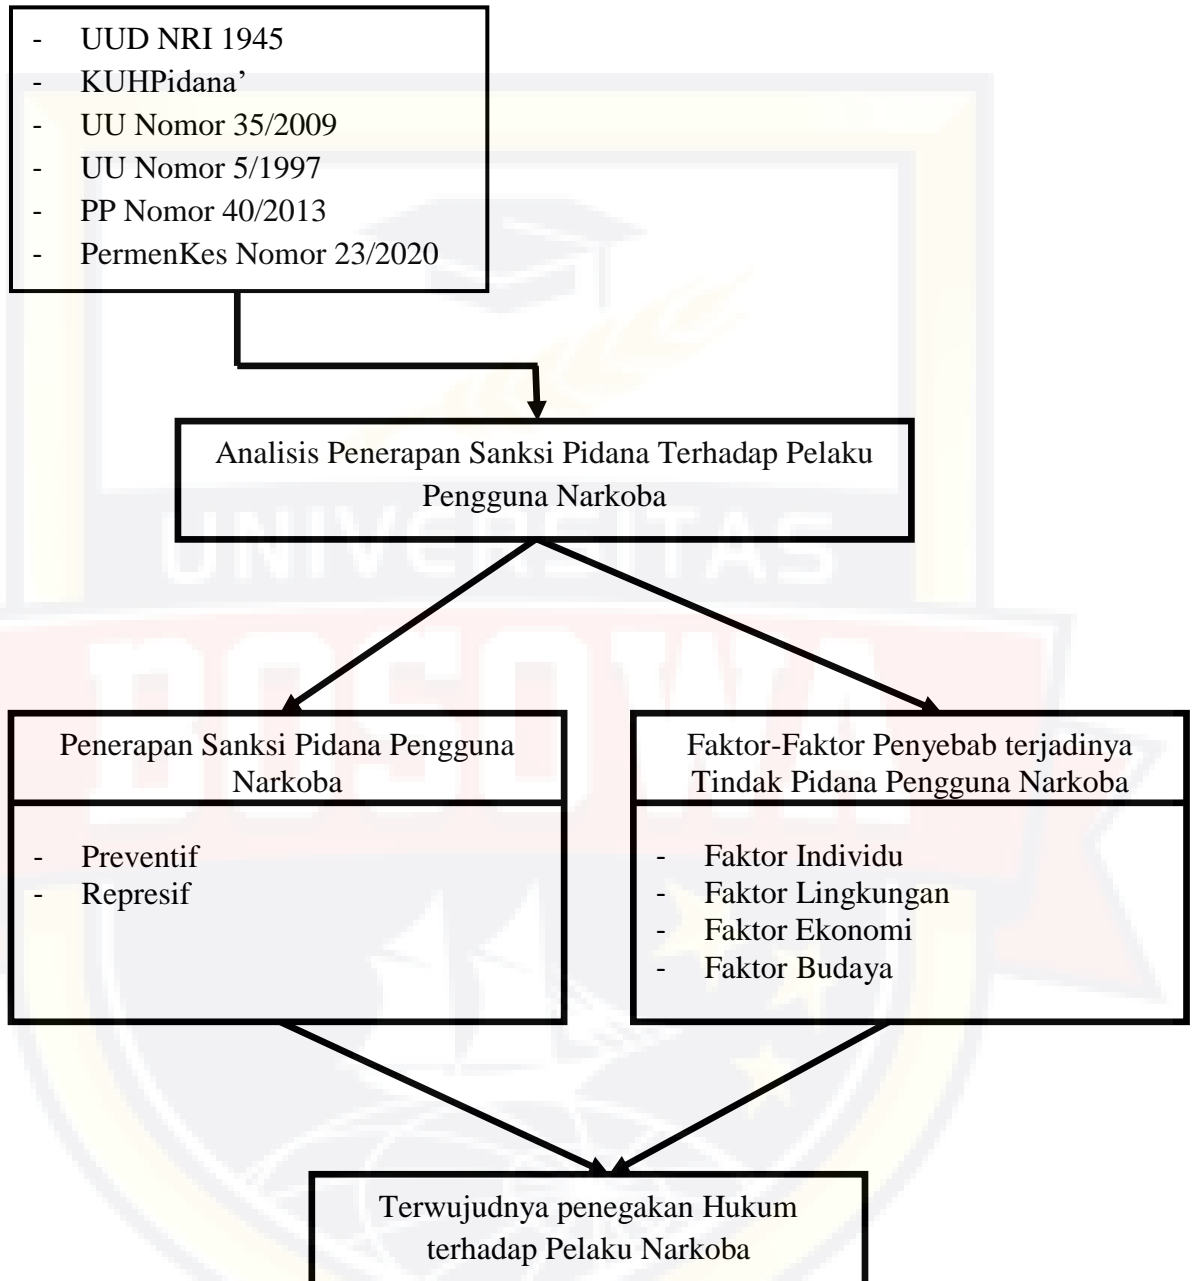 - UUD NRI 1945
- KUHPidana’
- UU Nomor 35/2009
- UU Nomor 5/1997
- PP Nomor 40/2013
- PermenKes Nomor 23/2020
Analisis Penerapan Sanksi Pidana Terhadap Pelaku
Pengguna Narkoba
UNIVERSITAS
BOSOWA
Penerapan Sanksi Pidana Pengguna
Narkoba
- Preventif
- Represif
Faktor-Faktor Penyebab terjadinya
Tindak Pidana Pengguna Narkoba
- Faktor Individu
- Faktor Lingkungan
- Faktor Ekonomi
- Faktor Budaya
Terwujudnya penegakan Hukum
terhadap Pelaku Narkoba